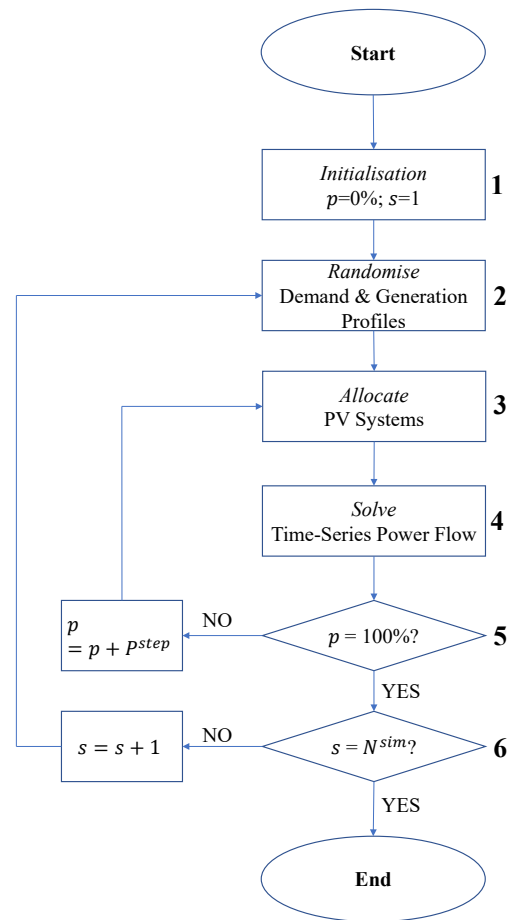 Start
Initialisation
𝑝=0%; 𝑠=1
1
Randomise
Demand & Generation
Profiles
2
Allocate
PV Systems
3
Solve
Time-Series Power Flow
4
𝑝
= 𝑝 + 𝑃^𝑠𝑡𝑒𝑝
NO
𝑝 = 100%?
5
YES
𝑠 = 𝑠 + 1
NO
𝑠 = 𝑁^𝑠𝑖𝑚?
6
YES
End